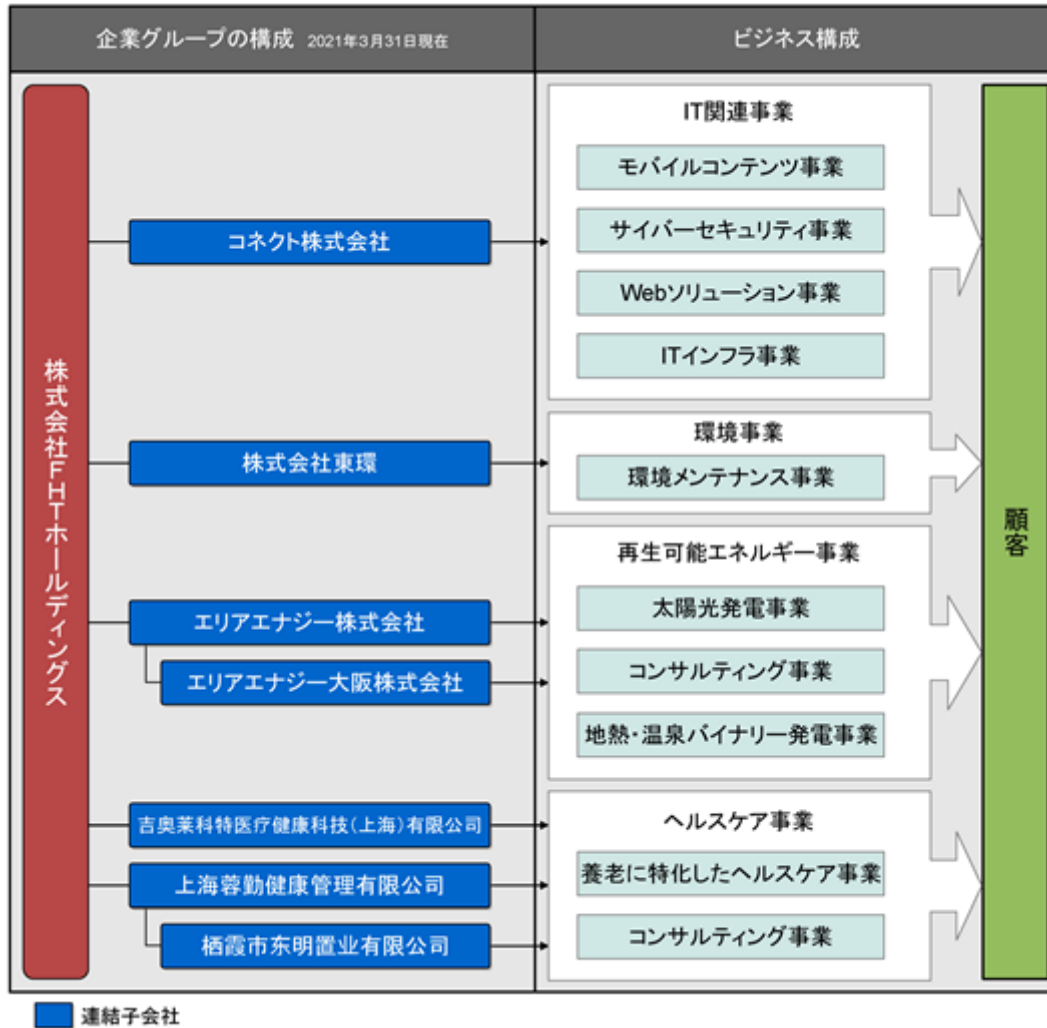 企業グループの構成 2021年3月31日現在
ビジネス構成
株式会社FHTホールディングス
コネクト株式会社
IT関連事業
モバイルコンテンツ事業
サイバーセキュリティ事業
Webソリューション事業
ITインフラ事業
株式会社東環
環境事業
環境メンテナンス事業
エリアエナジー株式会社
エリアエナジー大阪株式会社
再生可能エネルギー事業
太陽光発電事業
コンサルティング事業
地熱・温泉バイナリー発電事業
吉奥莱科特医疗健康科技(上海)有限公司
上海蓉勤健康管理有限公司
栖霞市东明置业有限公司
ヘルスケア事業
養老に特化したヘルスケア事業
コンサルティング事業
顧客
連結子会社